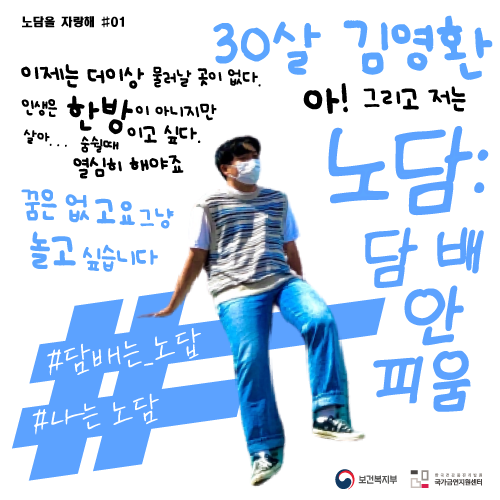 노담을 자랑해 #01
30살 김영환
이제는 더이상 물러날 곳이 없다.
인생은 한방이 아니지만
살아... 숨쉴때이고 싶다.
열심히 해야죠
아! 그리고 저는
노담:
담배
안
피움
꿈은 없고요 그냥
놀고 싶습니다
#담배는_노답
#나는 노담
보건복지부
한국건강증진개발원
국가금연지원센터